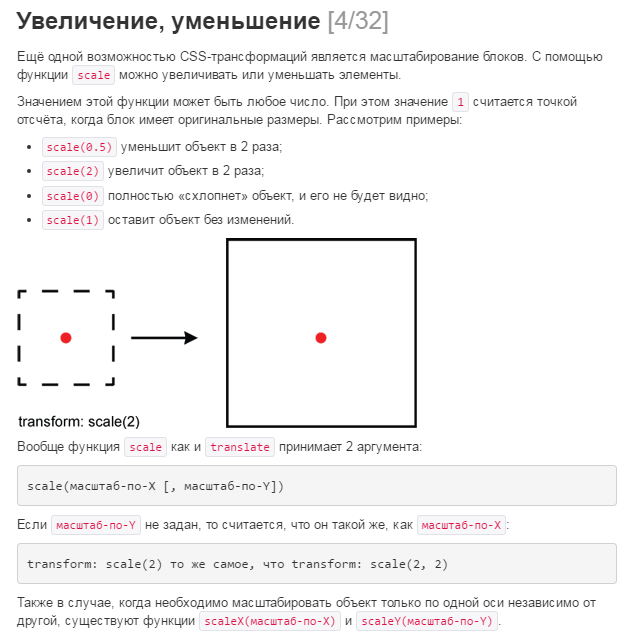 Увеличение, уменьшение [4/32]
Ещё одной возможностью CSS-трансформаций является масштабирование блоков. С помощью
функции scale можно увеличивать или уменьшать элементы.
Значением этой функции может быть любое число. При этом значение 1 считается точкой
отсчёта, когда блок имеет оригинальные размеры. Рассмотрим примеры:
• scale(0.5) уменьшит объект в 2 раза;
• scale(2) увеличит объект в 2 раза;
• scale(0) полностью «схлопнет» объект, и его не будет видно;
• scale(1) оставит объект без изменений.
transform: scale(2)
Вообще функция scale как и translate принимает 2 аргумента:
scale(масштаб-по-X [, масштаб-по-Y])
Если масштаб-по-Y не задан, то считается, что он такой же, как масштаб-по-X:
transform: scale(2) то же самое, что transform: scale(2, 2)
Также в случае, когда необходимо масштабировать объект только по одной оси независимо от
другой, существуют функции scaleX(масштаб-по-X) и scaleY(масштаб-по-Y).